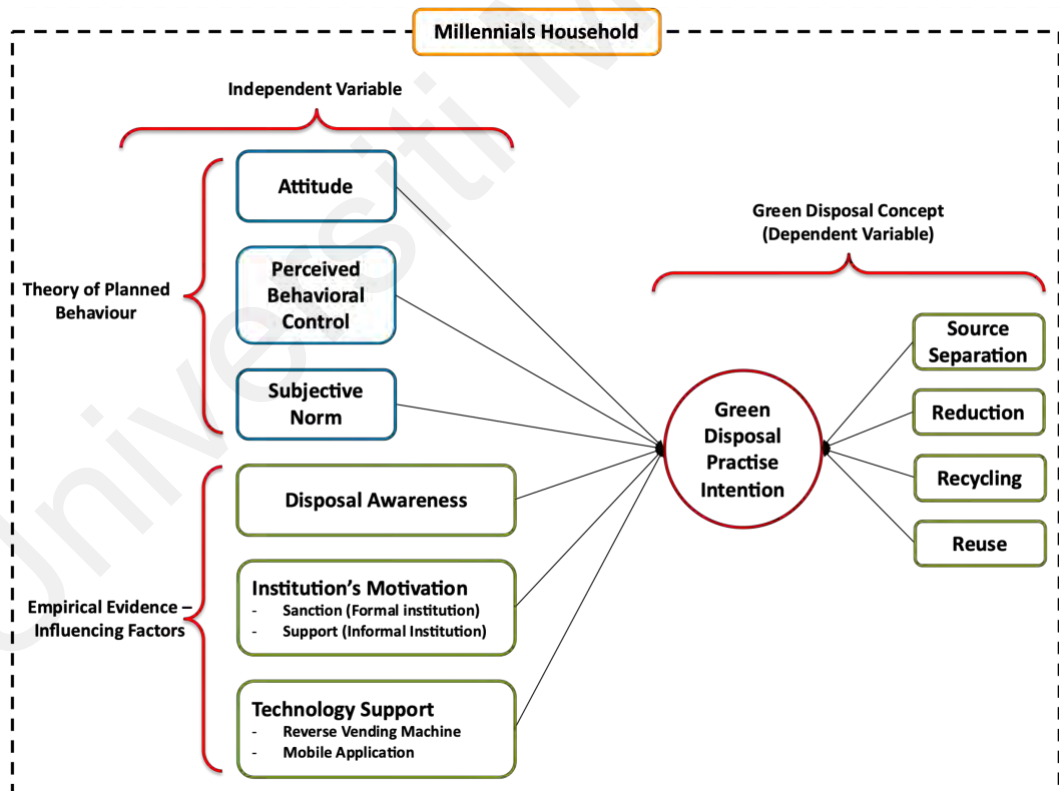 Millennials Household
Independent Variable
Attitude
Perceived
Behavioral
Control
Subjective
Norm
Theory of Planned
Behaviour
Disposal Awareness
Institution's Motivation
- Sanction (Formal institution)
- Support (Informal Institution)
Technology Support
- Reverse Vending Machine
- Mobile Application
Empirical Evidence –
Influencing Factors
Green Disposal Concept
(Dependent Variable)
Green
Disposal
Practise
Intention
Source
Separation
Reduction
Recycling
Reuse
Universiti M